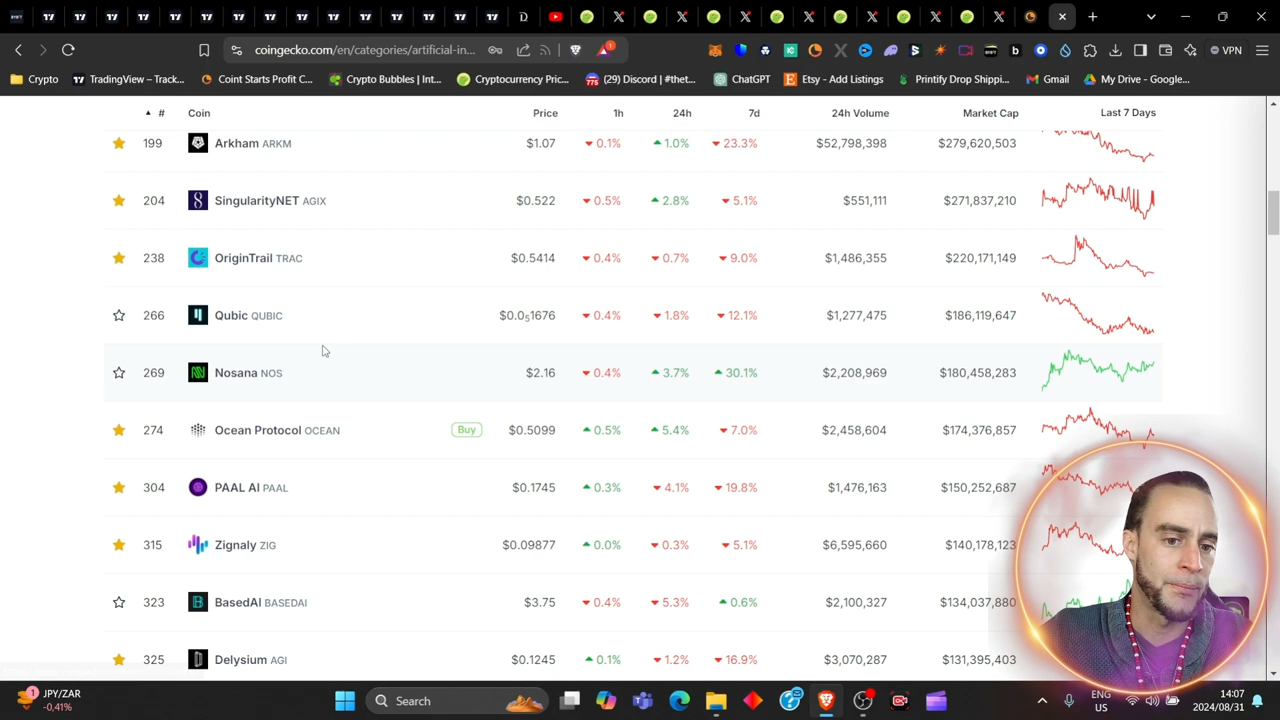 coingecko.com/en/categories/artificial-in...
1
VPN
Crypto
TradingView – Track...
Coint Starts Profit C...
Crypto Bubbles | Int...
Cryptocurrency Pric...
(29) Discord | #thet...
ChatGPT
Etsy - Add Listings
Printify Drop Shippi...
Gmail
My Drive - Google...
# Coin Price 1h 24h 7d 24h Volume Market Cap Last 7 Days
199 Arkham ARKM $1.07 0.1% 1.0% 23.3% $52,798,398 $279,620,503
204 SingularityNET AGIX $0.522 0.5% 2.8% 5.1% $551,111 $271,837,210
238 OriginTrail TRAC $0.5414 0.4% 0.7% 9.0% $1,486,355 $220,171,149
266 Qubic QUBIC $0.0₅1676 0.4% 1.8% 12.1% $1,277,475 $186,119,647
269 Nosana NOS $2.16 0.4% 3.7% 30.1% $2,208,969 $180,458,283
274 Ocean Protocol OCEAN Buy $0.5099 0.5% 5.4% 7.0% $2,458,604 $174,376,857
304 PAAL AI PAAL $0.1745 0.3% 4.1% 19.8% $1,476,163 $150,252,687
315 Zignaly ZIG $0.09877 0.0% 0.3% 5.1% $6,595,660 $140,178,123
323 BasedAI BASEDAI $3.75 0.4% 5.3% 0.6% $2,100,327 $134,037,880
325 Delysium AGI $0.1245 0.1% 1.2% 16.9% $3,070,287 $131,395,403
1 JPY/ZAR
-0,41%
Search
ENG
US
14:07
2024/08/31